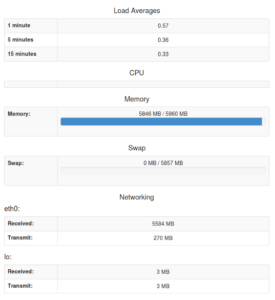 Load Averages
1 minute 0.57
5 minutes 0.36
15 minutes 0.33
CPU
Memory
Memory: 5846 MB / 5960 MB
Swap
Swap: 0 MB / 5857 MB
Networking
eth0:
Received: 5584 MB
Transmit: 270 MB
lo:
Received: 3 MB
Transmit: 3 MB